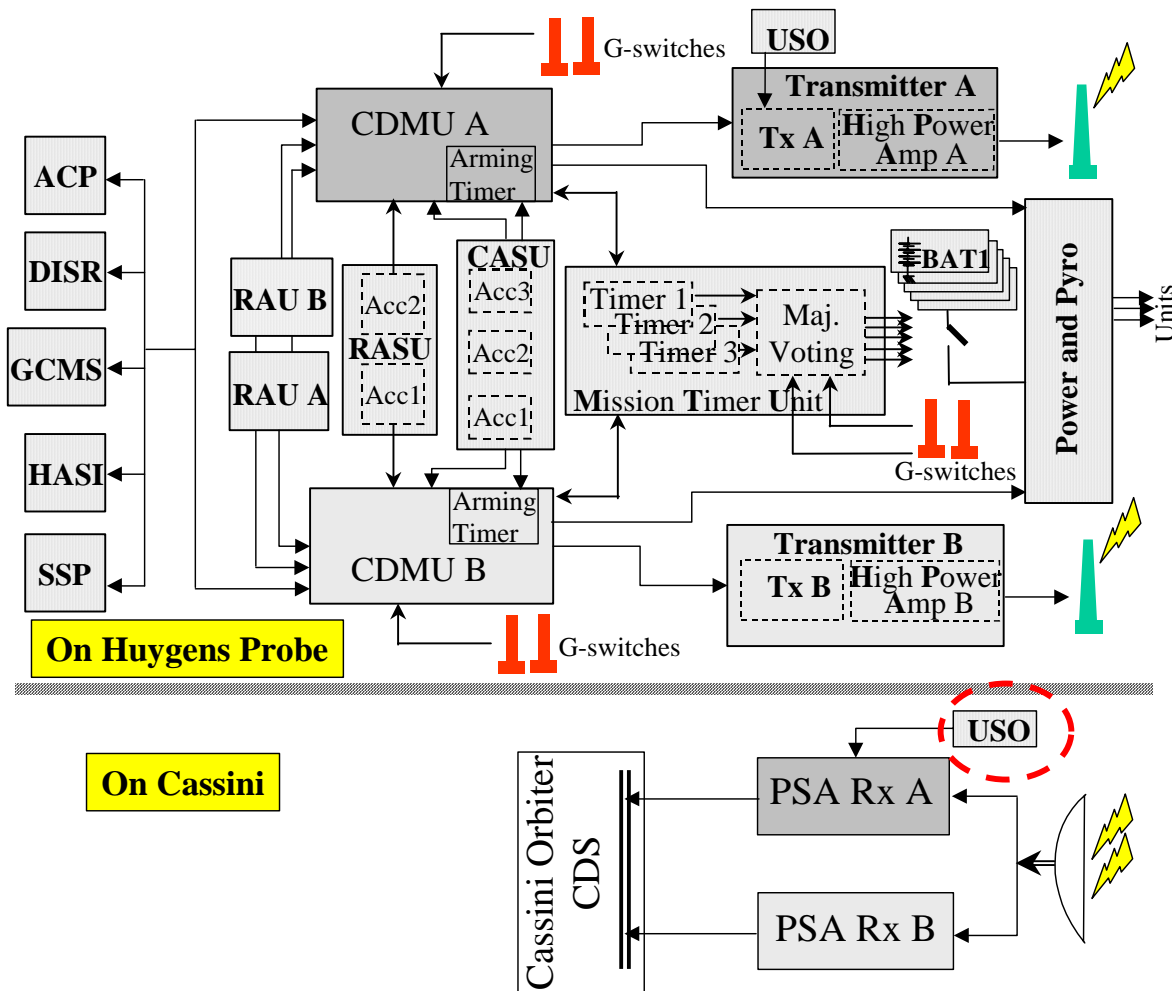 G-switches
USO
Transmitter A
Tx A
High Power
Amp A
CDMU A
Arming
Timer
ACP
DISR
GCMS
HASI
SSP
RAU B
RAU A
Acc2
RASU
Acc1
CASU
Acc3
Acc2
Acc1
Timer 1
Timer 2
Timer 3
Maj.
Voting
Mission Timer Unit
BAT1
G-switches
Power and Pyro
Units
Arming
Timer
CDMU B
Transmitter B
Tx B
High Power
Amp B
G-switches
On Huygens Probe
On Cassini
USO
PSA Rx A
PSA Rx B
Cassini Orbiter
CDS